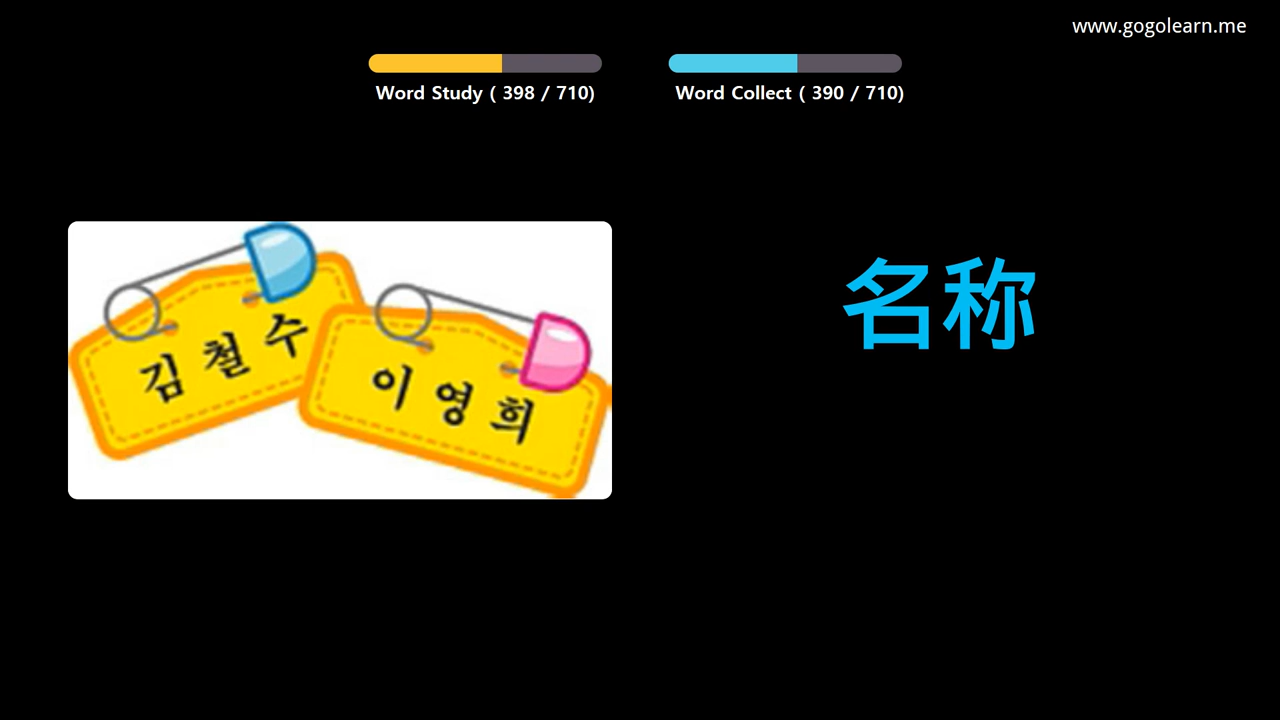 www.gogolearn.me
Word Study ( 398 / 710)
Word Collect ( 390 / 710)
김철수
이영희
名称